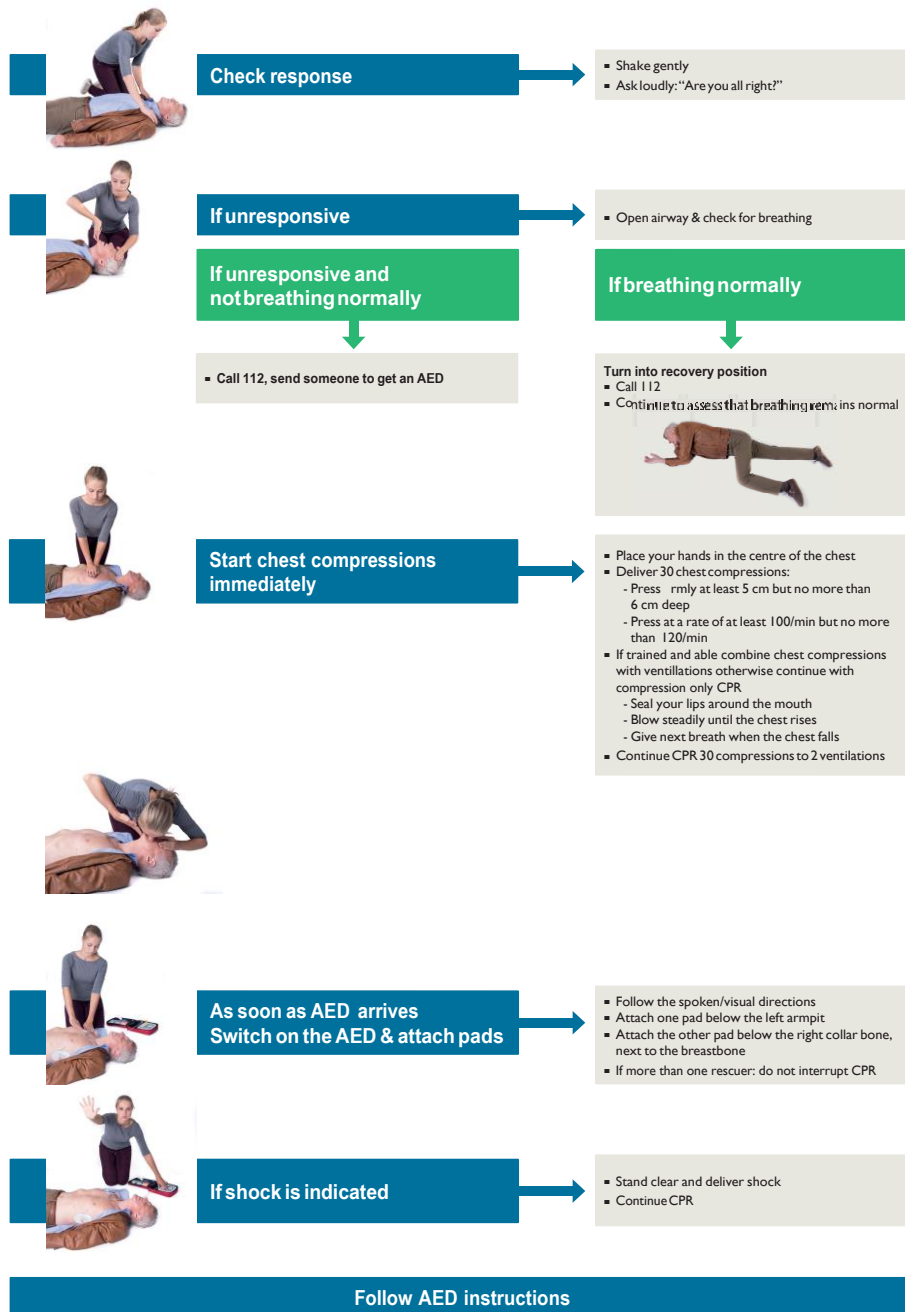 Check response
▪ Shake gently
▪ Ask loudly: “Are you all right?”
If unresponsive
▪ Open airway & check for breathing
If unresponsive and
not breathing normally
▪ Call 112, send someone to get an AED
If breathing normally
Turn into recovery position
▪ Call 112
▪ Continue to assess that breathing remains normal
Start chest compressions
immediately
▪ Place your hands in the centre of the chest
▪ Deliver 30 chest compressions:
- Press rmly at least 5 cm but no more than
6 cm deep
- Press at a rate of at least 100/min but no more
than 120/min
▪ If trained and able combine chest compressions
with ventillations otherwise continue with
compression only CPR
- Seal your lips around the mouth
- Blow steadily until the chest rises
- Give next breath when the chest falls
▪ Continue CPR 30 compressions to 2 ventilations
As soon as AED arrives
Switch on the AED & attach pads
▪ Follow the spoken/visual directions
▪ Attach one pad below the left armpit
▪ Attach the other pad below the right collar bone,
next to the breastbone
▪ If more than one rescuer: do not interrupt CPR
If shock is indicated
▪ Stand clear and deliver shock
▪ Continue CPR
Follow AED instructions